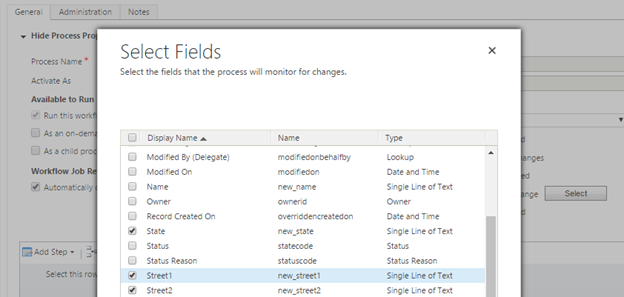 General Administration Notes
Hide Process Prop
Process Name *
Activate As
Available to Run
Run this workf
As an on-dema
As a child proc
Workflow Job Re
Automatically d
Add Step
Select this row
Select Fields
Select the fields that the process will monitor for changes.
Display Name Name Type
Modified By (Delegate) modifiedonbehalfby Lookup
Modified On modifiedon Date and Time
Name new_name Single Line of Text
Owner ownerid Owner
Record Created On overriddencreatedon Date and Time
State new_state Single Line of Text
Status statecode Status
Status Reason statuscode Status Reason
Street1 new_street1 Single Line of Text
Street2 new_street2 Single Line of Text
d
hanges
ed
Select
ed